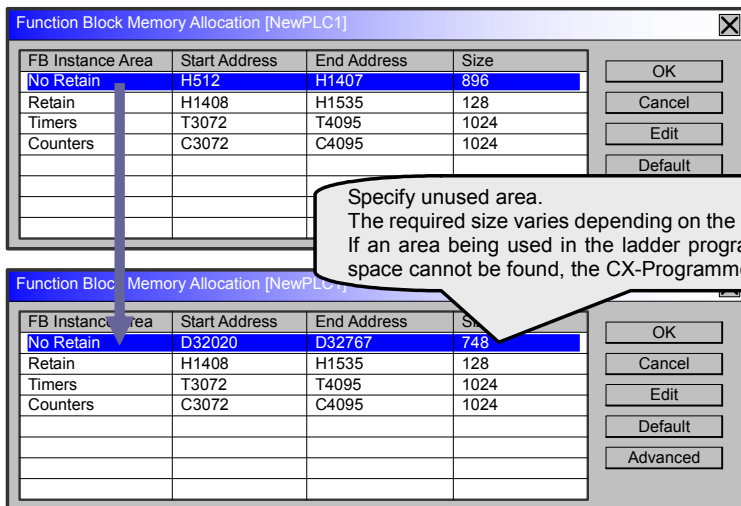 Function Block Memory Allocation [NewPLC1]
FB Instance Area Start Address End Address Size
No Retain H512 H1407 896
Retain H1408 H1535 128
Timers T3072 T4095 1024
Counters C3072 C4095 1024
OK
Cancel
Edit
Default
Specify unused area.
The required size varies depending on the
If an area being used in the ladder progra
space cannot be found, the CX-Programme
Function Block Memory Allocation [NewPLC1]
FB Instance Area Start Address End Address
No Retain D32020 D32767 748
Retain H1408 H1535 128
Timers T3072 T4095 1024
Counters C3072 C4095 1024
OK
Cancel
Edit
Default
Advanced